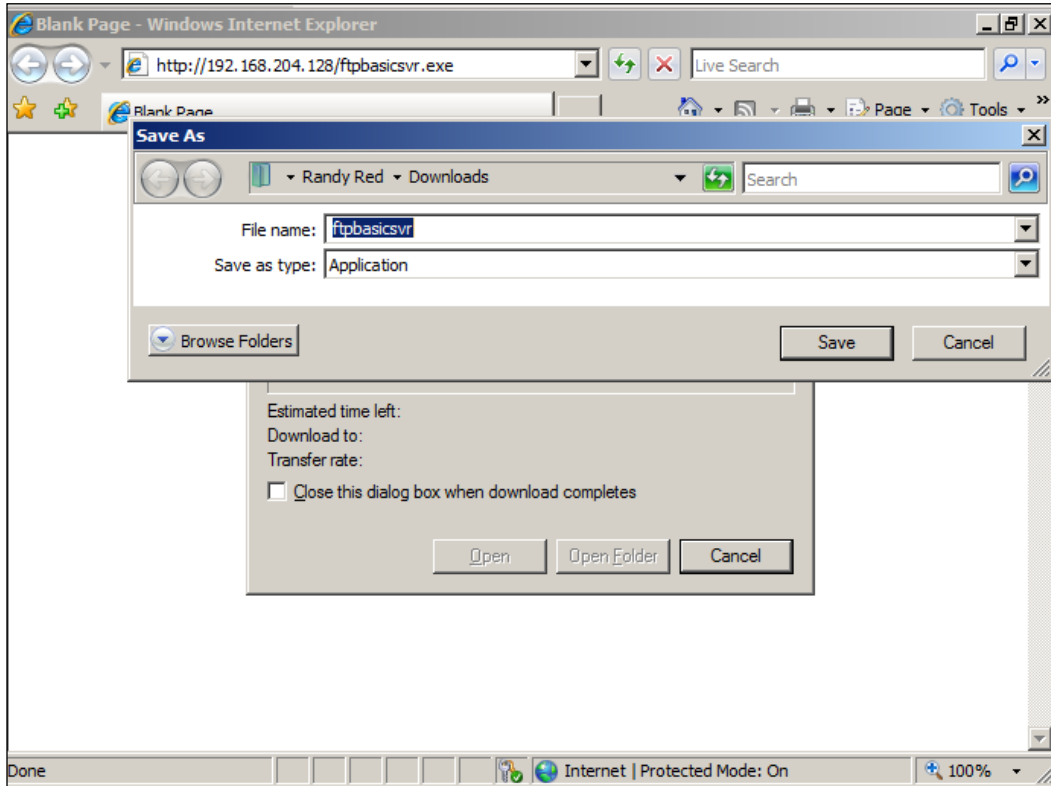 Blank Page - Windows Internet Explorer
http://192.168.204.128/ftpbasicsvr.exe Live Search
Blank Page Page Tools »
Save As
Randy Red Downloads Search
File name: ftpbasicsvr
Save as type: Application
Browse Folders Save Cancel
Estimated time left:
Download to:
Transfer rate:
Close this dialog box when download completes
Open Open Folder Cancel
Done Internet | Protected Mode: On 100%